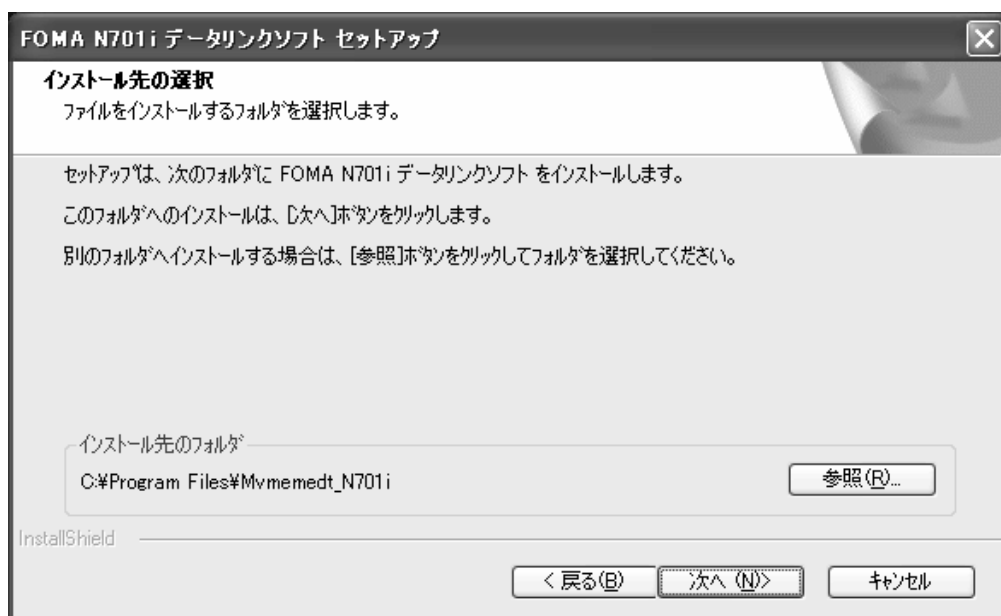 FOMA N701i データリンクソフト セットアップ
インストール先の選択
ファイルをインストールするフォルダを選択します。
セットアップは、次のフォルダに FOMA N701i データリンクソフト をインストールします。
このフォルダへのインストールは、[次へ]ボタンをクリックします。
別のフォルダへインストールする場合は、[参照]ボタンをクリックしてフォルダを選択してください。
インストール先のフォルダ
C:¥Program Files¥Mvmemedt_N701i
参照(R)...
InstallShield
< 戻る(B)
次へ (N)>
キャンセル